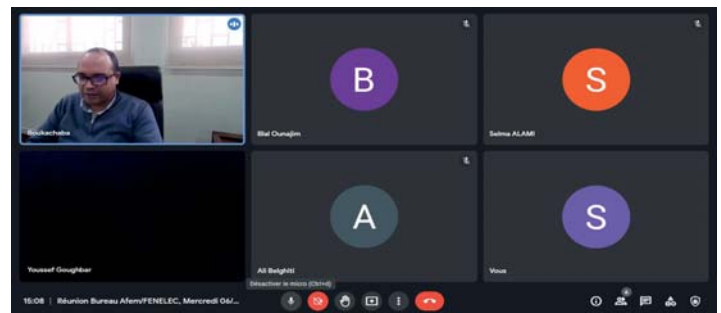 B
S
Boukachaba
Blal Ounajim
Selma ALAMI
A
S
Youssef Goughbar
Ali Belghiti
Vous
Désactiver le micro (Ctrl+d)
15:08 | Réunion Bureau Afem/FENELEC, Mercredi 06/...